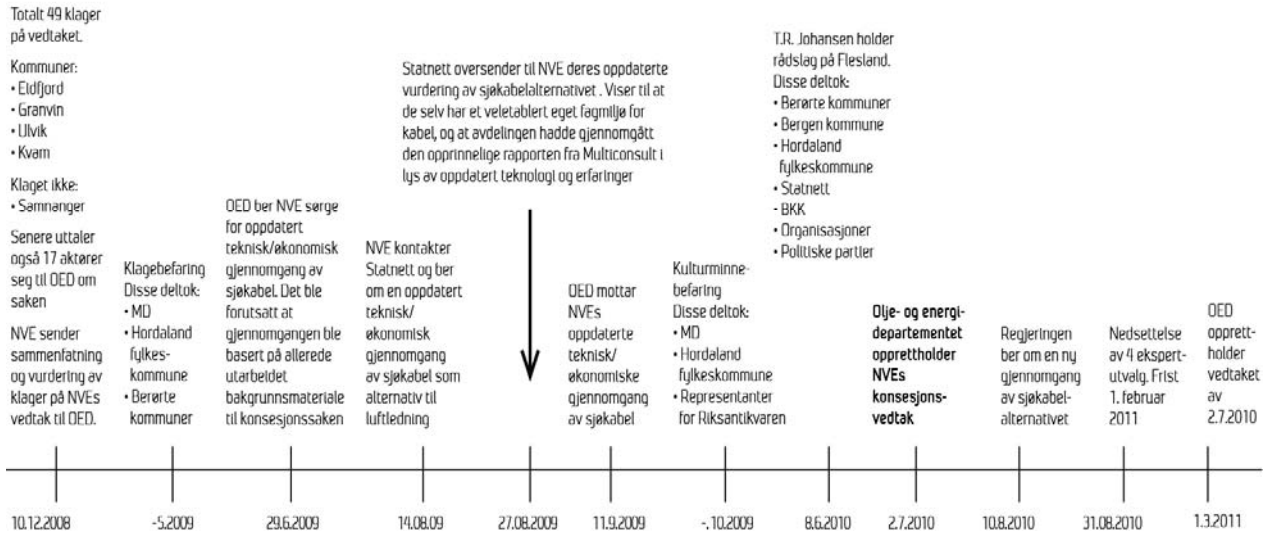 Totalt 49 klager
på vedtaket.
Kommuner:
• Eidfjord
• Granvin
• Ulvik
• Kvam
Klaget ikke:
• Samnanger
Senere uttaler
også 17 aktører
seg til OED om
saken
NVE sender
sammenfatning
og vurdering av
klager på NVEs
vedtak til OED.
Klagebefaring
Disse deltok:
• MD
• Hordaland
fylkes-
kommune
• Berørte
kommuner
OED ber NVE sørge
for oppdatert
teknisk/økonomisk
gjennomgang av
sjøkabel. Det ble
forutsatt at
gjennomgangen ble
basert på allerede
utarbeidet
bakgrunnsmateriale
til konsesjonssaken
NVE kontakter
Statnett og ber
om en oppdatert
teknisk/
økonomisk
gjennomgang
av sjøkabel som
alternativ til
luftledning
Statnett oversender til NVE deres oppdaterte
vurdering av sjøkabelalternativet . Viser til at
de selv har et veletablert eget fagmiljø for
kabel, og at avdelingen hadde gjennomgått
den opprinnelige rapporten fra Multiconsult i
lys av oppdatert teknologi og erfaringer
OED mottar
NVEs
oppdaterte
teknisk/
økonomiske
gjennomgang
av sjøkabel
Kulturminne-
befaring
Disse deltok:
• MD
• Hordaland
fylkeskommune
• Representanter
for Riksantikvaren
T.R. Johansen holder
rådslag på Flesland.
Disse deltok:
• Berørte kommuner
• Bergen kommune
• Hordaland
fylkeskommune
• Statnett
- BKK
• Organisasjoner
• Politiske partier
Olje- og energi-
departementet
opprettholder
NVEs
konsesjons-
vedtak
Regjeringen
ber om en ny
gjennomgang
av sjøkabel-
alternativet
Nedsettelse
av 4 ekspert-
utvalg. Frist
1. februar
2011
OED
opprett-
holder
vedtaket
av
2.7.2010
10.12.2008
-5.2009
29.6.2009
14.08.09
27.08.2009
11.9.2009
-.10.2009
8.6.2010
2.7.2010
10.8.2010
31.08.2010
1.3.2011